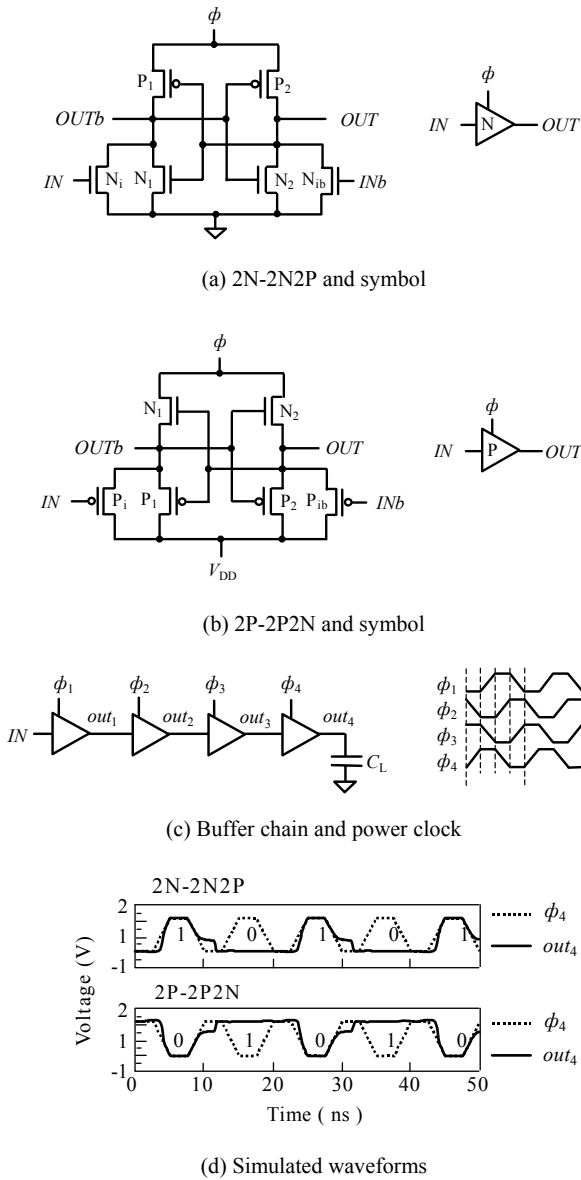 ϕ
P1 P2
OUTb OUT
IN Ni N1 N2 Nib INb
ϕ
IN N OUT
(a) 2N-2N2P and symbol
ϕ
N1 N2
OUTb OUT
IN Pi P1 P2 Pib INb
VDD
ϕ
IN P OUT
(b) 2P-2P2N and symbol
ϕ1 ϕ2 ϕ3 ϕ4
IN out1 out2 out3 out4
CL
ϕ1
ϕ2
ϕ3
ϕ4
(c) Buffer chain and power clock
2N-2N2P
2
1
-1
1 0 1 0 1
ϕ4
out4
2P-2P2N
2
1
-1
0 1 0 1 0
ϕ4
out4
Voltage (V)
0 10 20 30 40 50
Time ( ns )
(d) Simulated waveforms